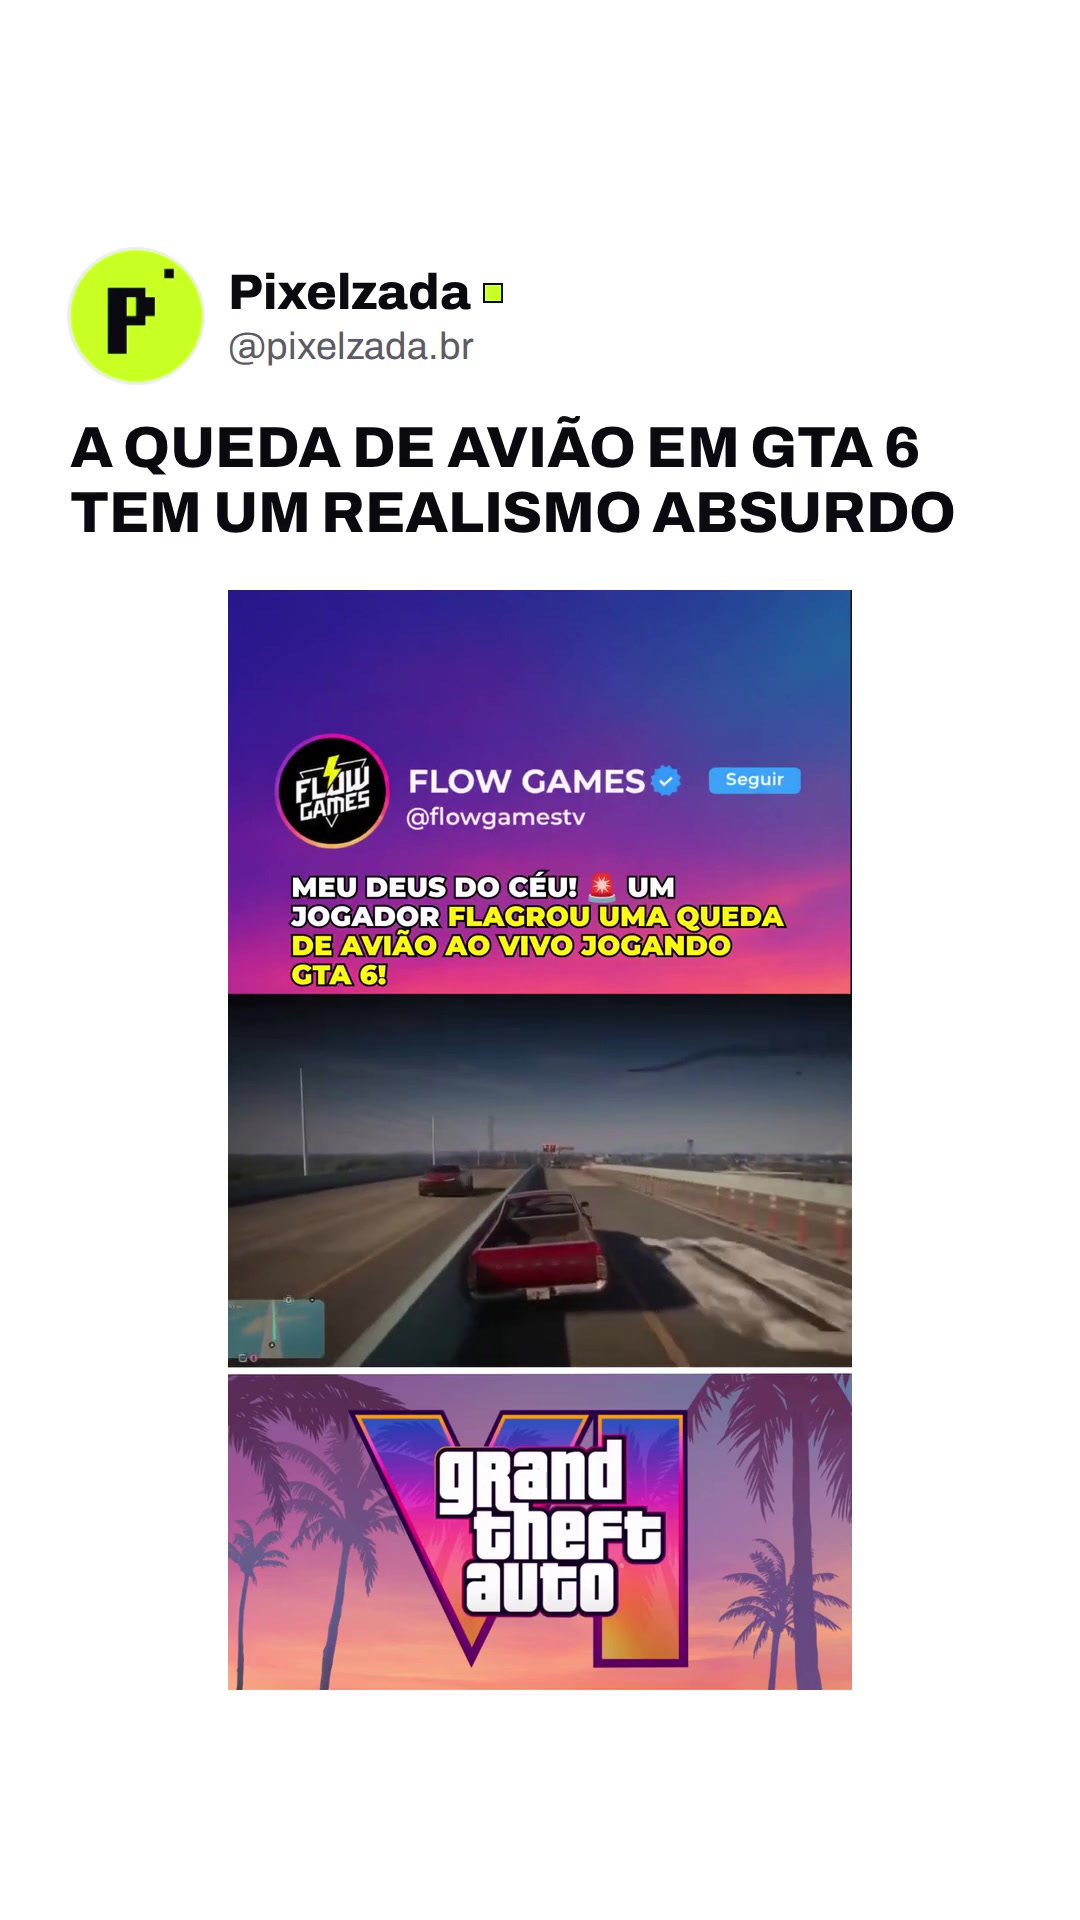 P
Pixelzada
@pixelzada.br
A QUEDA DE AVIÃO EM GTA 6
TEM UM REALISMO ABSURDO
FLOW
GAMES
FLOW GAMES
Seguir
@flowgamestv
MEU DEUS DO CÉU! 🚨 UM
JOGADOR FLAGROU UMA QUEDA
DE AVIÃO AO VIVO JOGANDO
GTA 6!
VI
grand
theft
auto